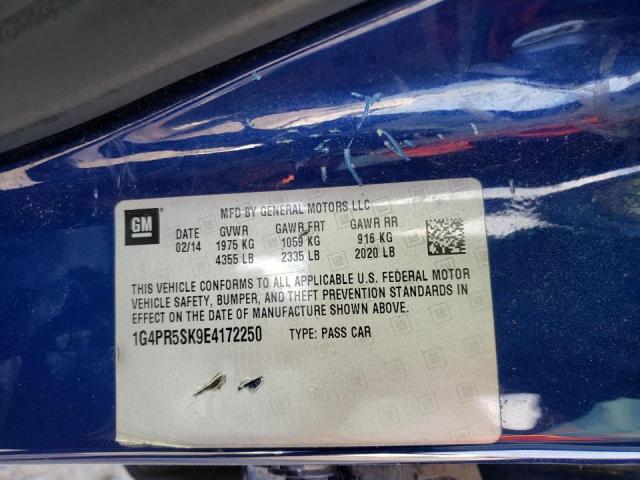 GM
MFD BY GENERAL MOTORS LLC
DATE GVWR GAWR FRT GAWR RR
02/14 1975 KG 1059 KG 916 KG
4355 LB 2335 LB 2020 LB
THIS VEHICLE CONFORMS TO ALL APPLICABLE U.S. FEDERAL MOTOR
VEHICLE SAFETY, BUMPER, AND THEFT PREVENTION STANDARDS IN
EFFECT ON THE DATE OF MANUFACTURE SHOWN ABOVE.
1G4PR5SK9E4172250 TYPE: PASS CAR